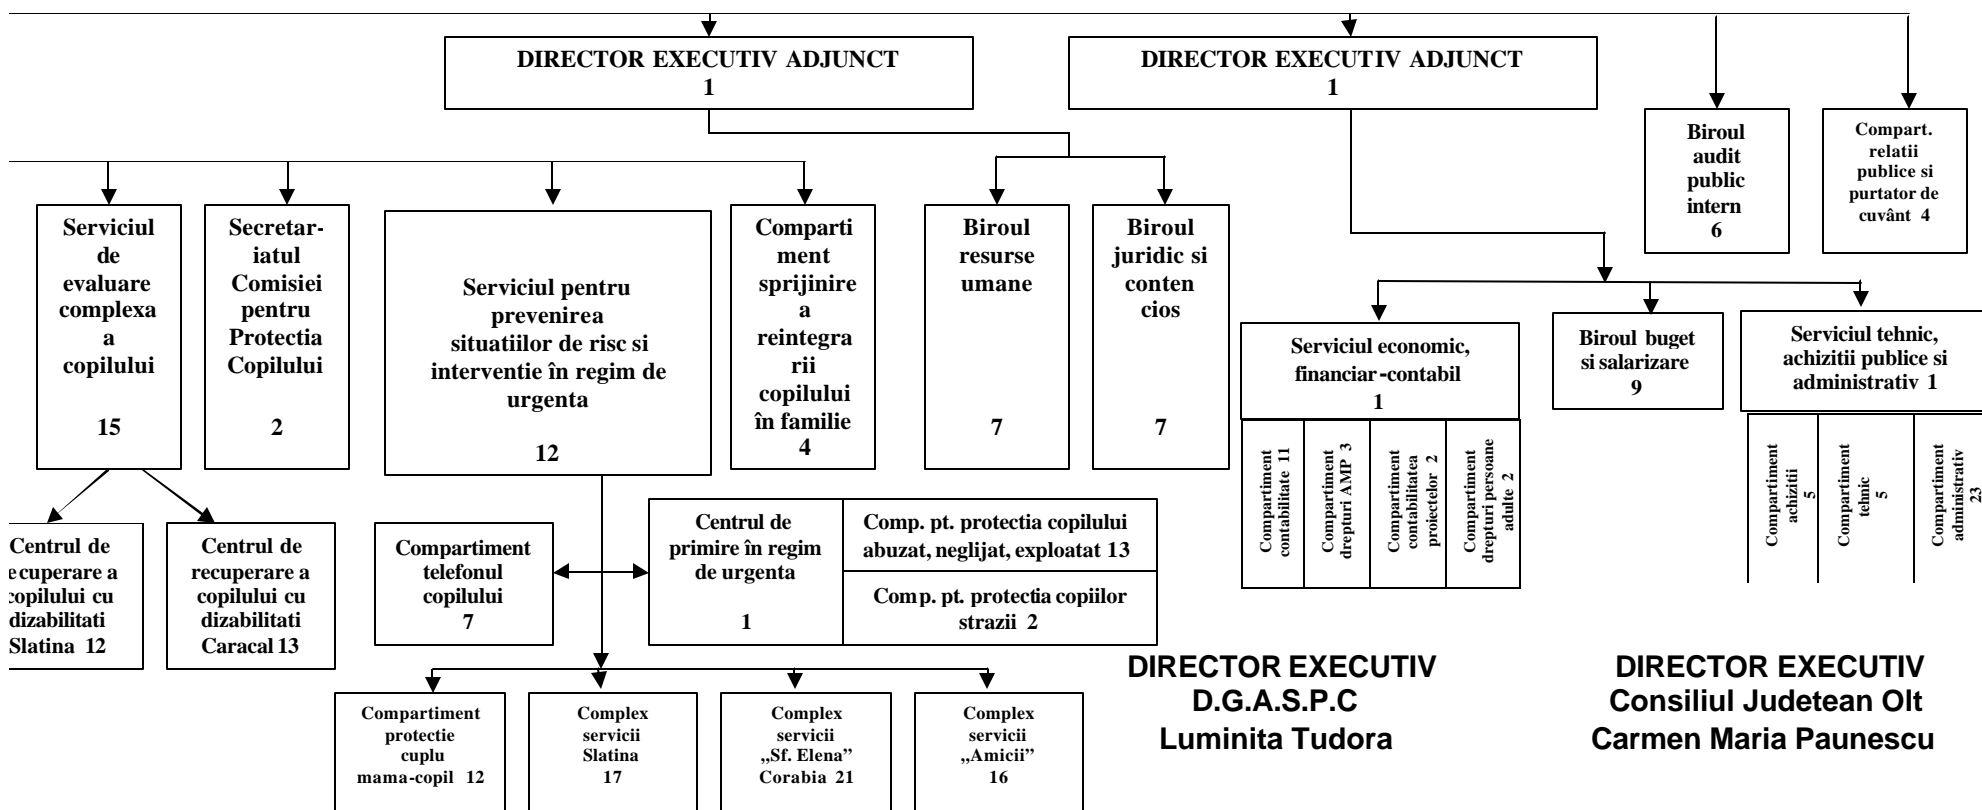 DIRECTOR EXECUTIV ADJUNCT
1
DIRECTOR EXECUTIV ADJUNCT
1
Biroul
audit
public
intern
6
Compart.
relatii
publice si
purtator de
cuvânt 4
Serviciul
de
evaluare
complexa
a
copilului
15
Secretar-
iatul
Comisiei
pentru
Protectia
Copilului
2
Serviciul pentru
prevenirea
situatiilor de risc si
interventie în regim de
urgenta
12
Comparti
ment
sprijinire
a
reintegra
rii
copilului
în familie
4
Biroul
resurse
umane
7
Biroul
juridic si
conten
cios
7
Serviciul economic,
financiar-contabil
1
Biroul buget
si salarizare
9
Serviciul tehnic,
achizitii publice si
administrativ 1
Compartiment
contabilitate 11
Compartiment
drepturi AMP 3
Compartiment
contabilitatea
proiectelor 2
Compartiment
drepturi persoane
adulte 2
Compartiment
achizitii
5
Compartiment
tehnic
5
Compartiment
administrativ
23
Centrul de
ecuperare a
copilului cu
dizabilitati
Slatina 12
Centrul de
recuperare a
copilului cu
dizabilitati
Caracal 13
Compartiment
telefonul
copilului
7
Centrul de
primire în regim
de urgenta
1
Comp. pt. protectia copilului
abuzat, neglijat, exploatat 13
Comp. pt. protectia copiilor
strazii 2
Compartiment
protectie
cuplu
mama-copil 12
Complex
servicii
Slatina
17
Complex
servicii
„Sf. Elena”
Corabia 21
Complex
servicii
„Amicii”
16
DIRECTOR EXECUTIV
D.G.A.S.P.C
Luminita Tudora
DIRECTOR EXECUTIV
Consiliul Judetean Olt
Carmen Maria Paunescu